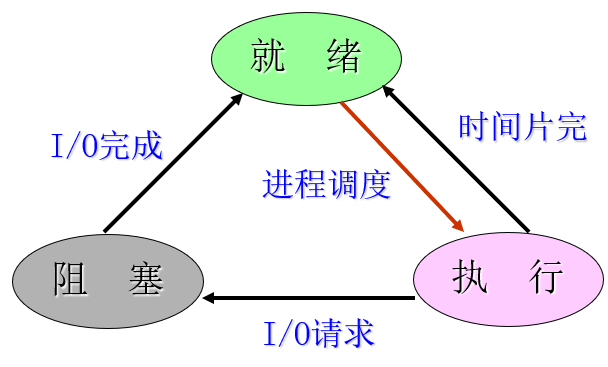 就 绪
时间片完
I/O完成
进程调度
阻 塞
执 行
I/O请求